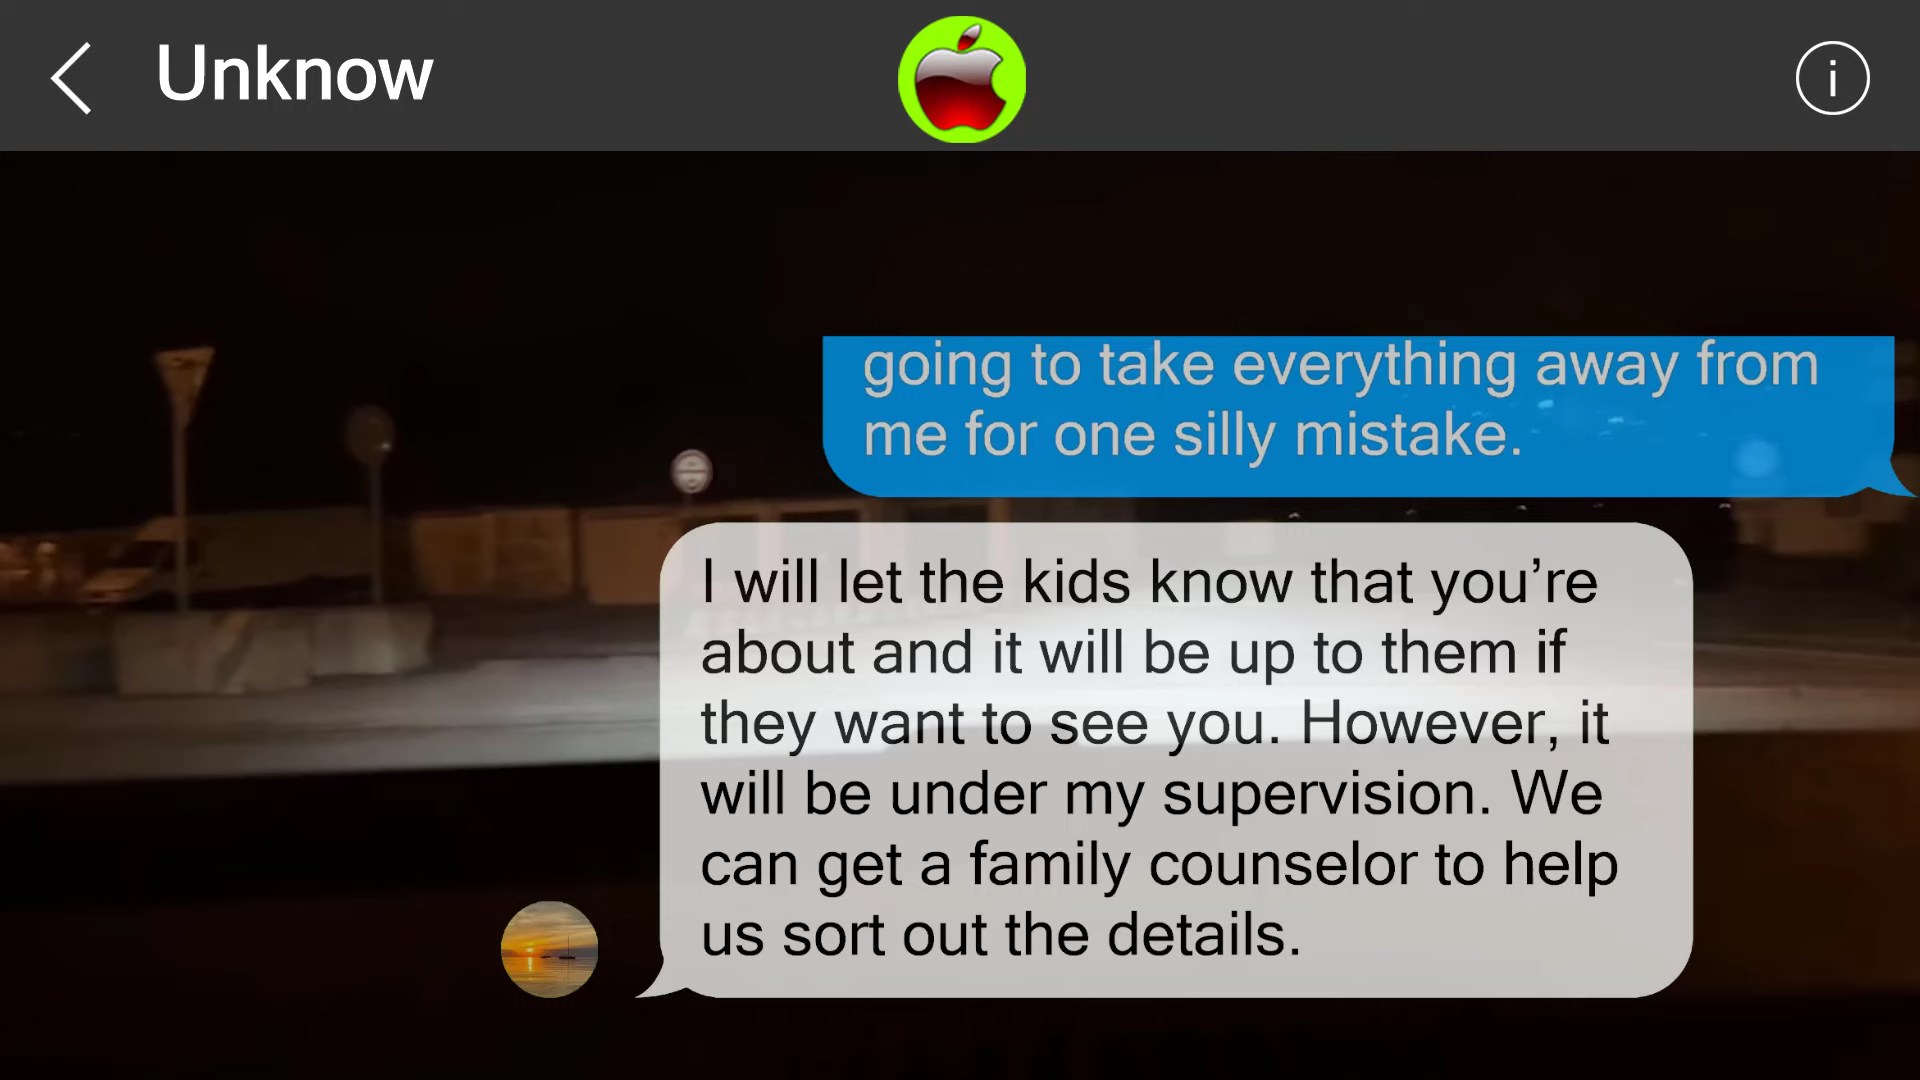 Unknow
i
going to take everything away from
me for one silly mistake.
I will let the kids know that you’re
about and it will be up to them if
they want to see you. However, it
will be under my supervision. We
can get a family counselor to help
us sort out the details.